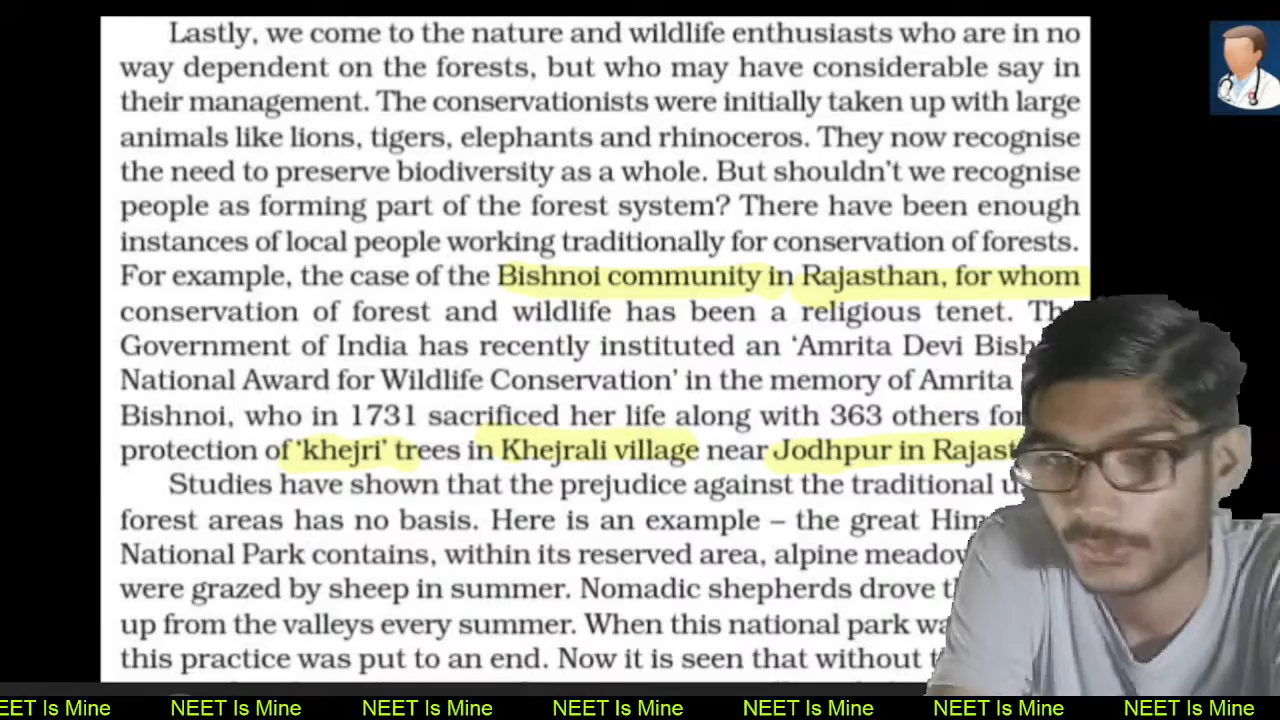 Lastly, we come to the nature and wildlife enthusiasts who are in no
way dependent on the forests, but who may have considerable say in
their management. The conservationists were initially taken up with large
animals like lions, tigers, elephants and rhinoceros. They now recognise
the need to preserve biodiversity as a whole. But shouldn't we recognise
people as forming part of the forest system? There have been enough
instances of local people working traditionally for conservation of forests.
For example, the case of the Bishnoi community in Rajasthan, for whom
conservation of forest and wildlife has been a religious tenet. The
Government of India has recently instituted an 'Amrita Devi
National Award for Wildlife Conservation' in the memory of Amrita
Bishnoi, who in 1731 sacrificed her life along with 363 others
protection of 'khejri' trees in Khejrali village near Jodhpur in
Studies have shown that the prejudice against the traditional
forest areas has no basis. Here is an example – the great
National Park contains, within its reserved area, alpine
were grazed by sheep in summer. Nomadic shepherds drove
up from the valleys every summer. When this national park
this practice was put to an end. Now it is seen that without
NEET Is Mine NEET Is Mine NEET Is Mine NEET Is Mine NEET Is Mine NEET Is Mine